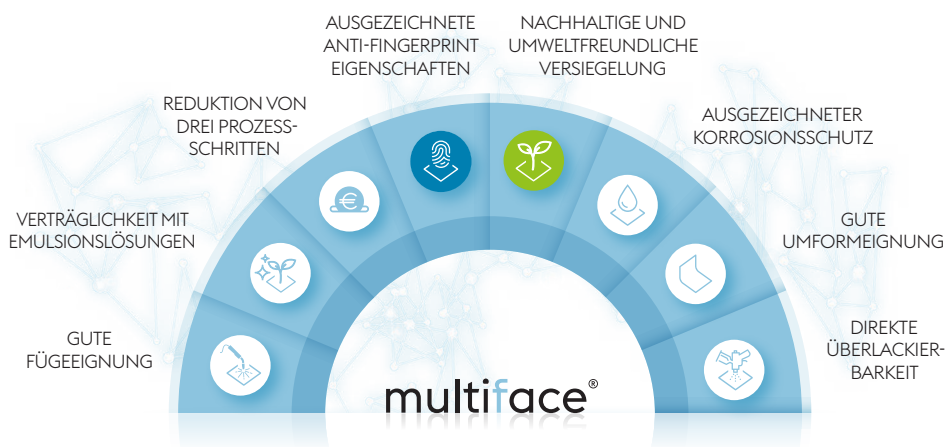 AUSGEZEICHNETE
ANTI-FINGERPRINT
EIGENSCHAFTEN
NACHHALTIGE UND
UMWELTFREUNDLICHE
VERSIEGELUNG
REDUKTION VON
DREI PROZESS-
SCHRITTEN
AUSGEZEICHNETER
KORROSIONSSCHUTZ
VERTRÄGLICHKEIT MIT
EMULSIONSLÖSUNGEN
GUTE
UMFORMEIGNUNG
GUTE
FÜGEEIGNUNG
DIREKTE
ÜBERLACKIER-
BARKEIT
€
multiface®